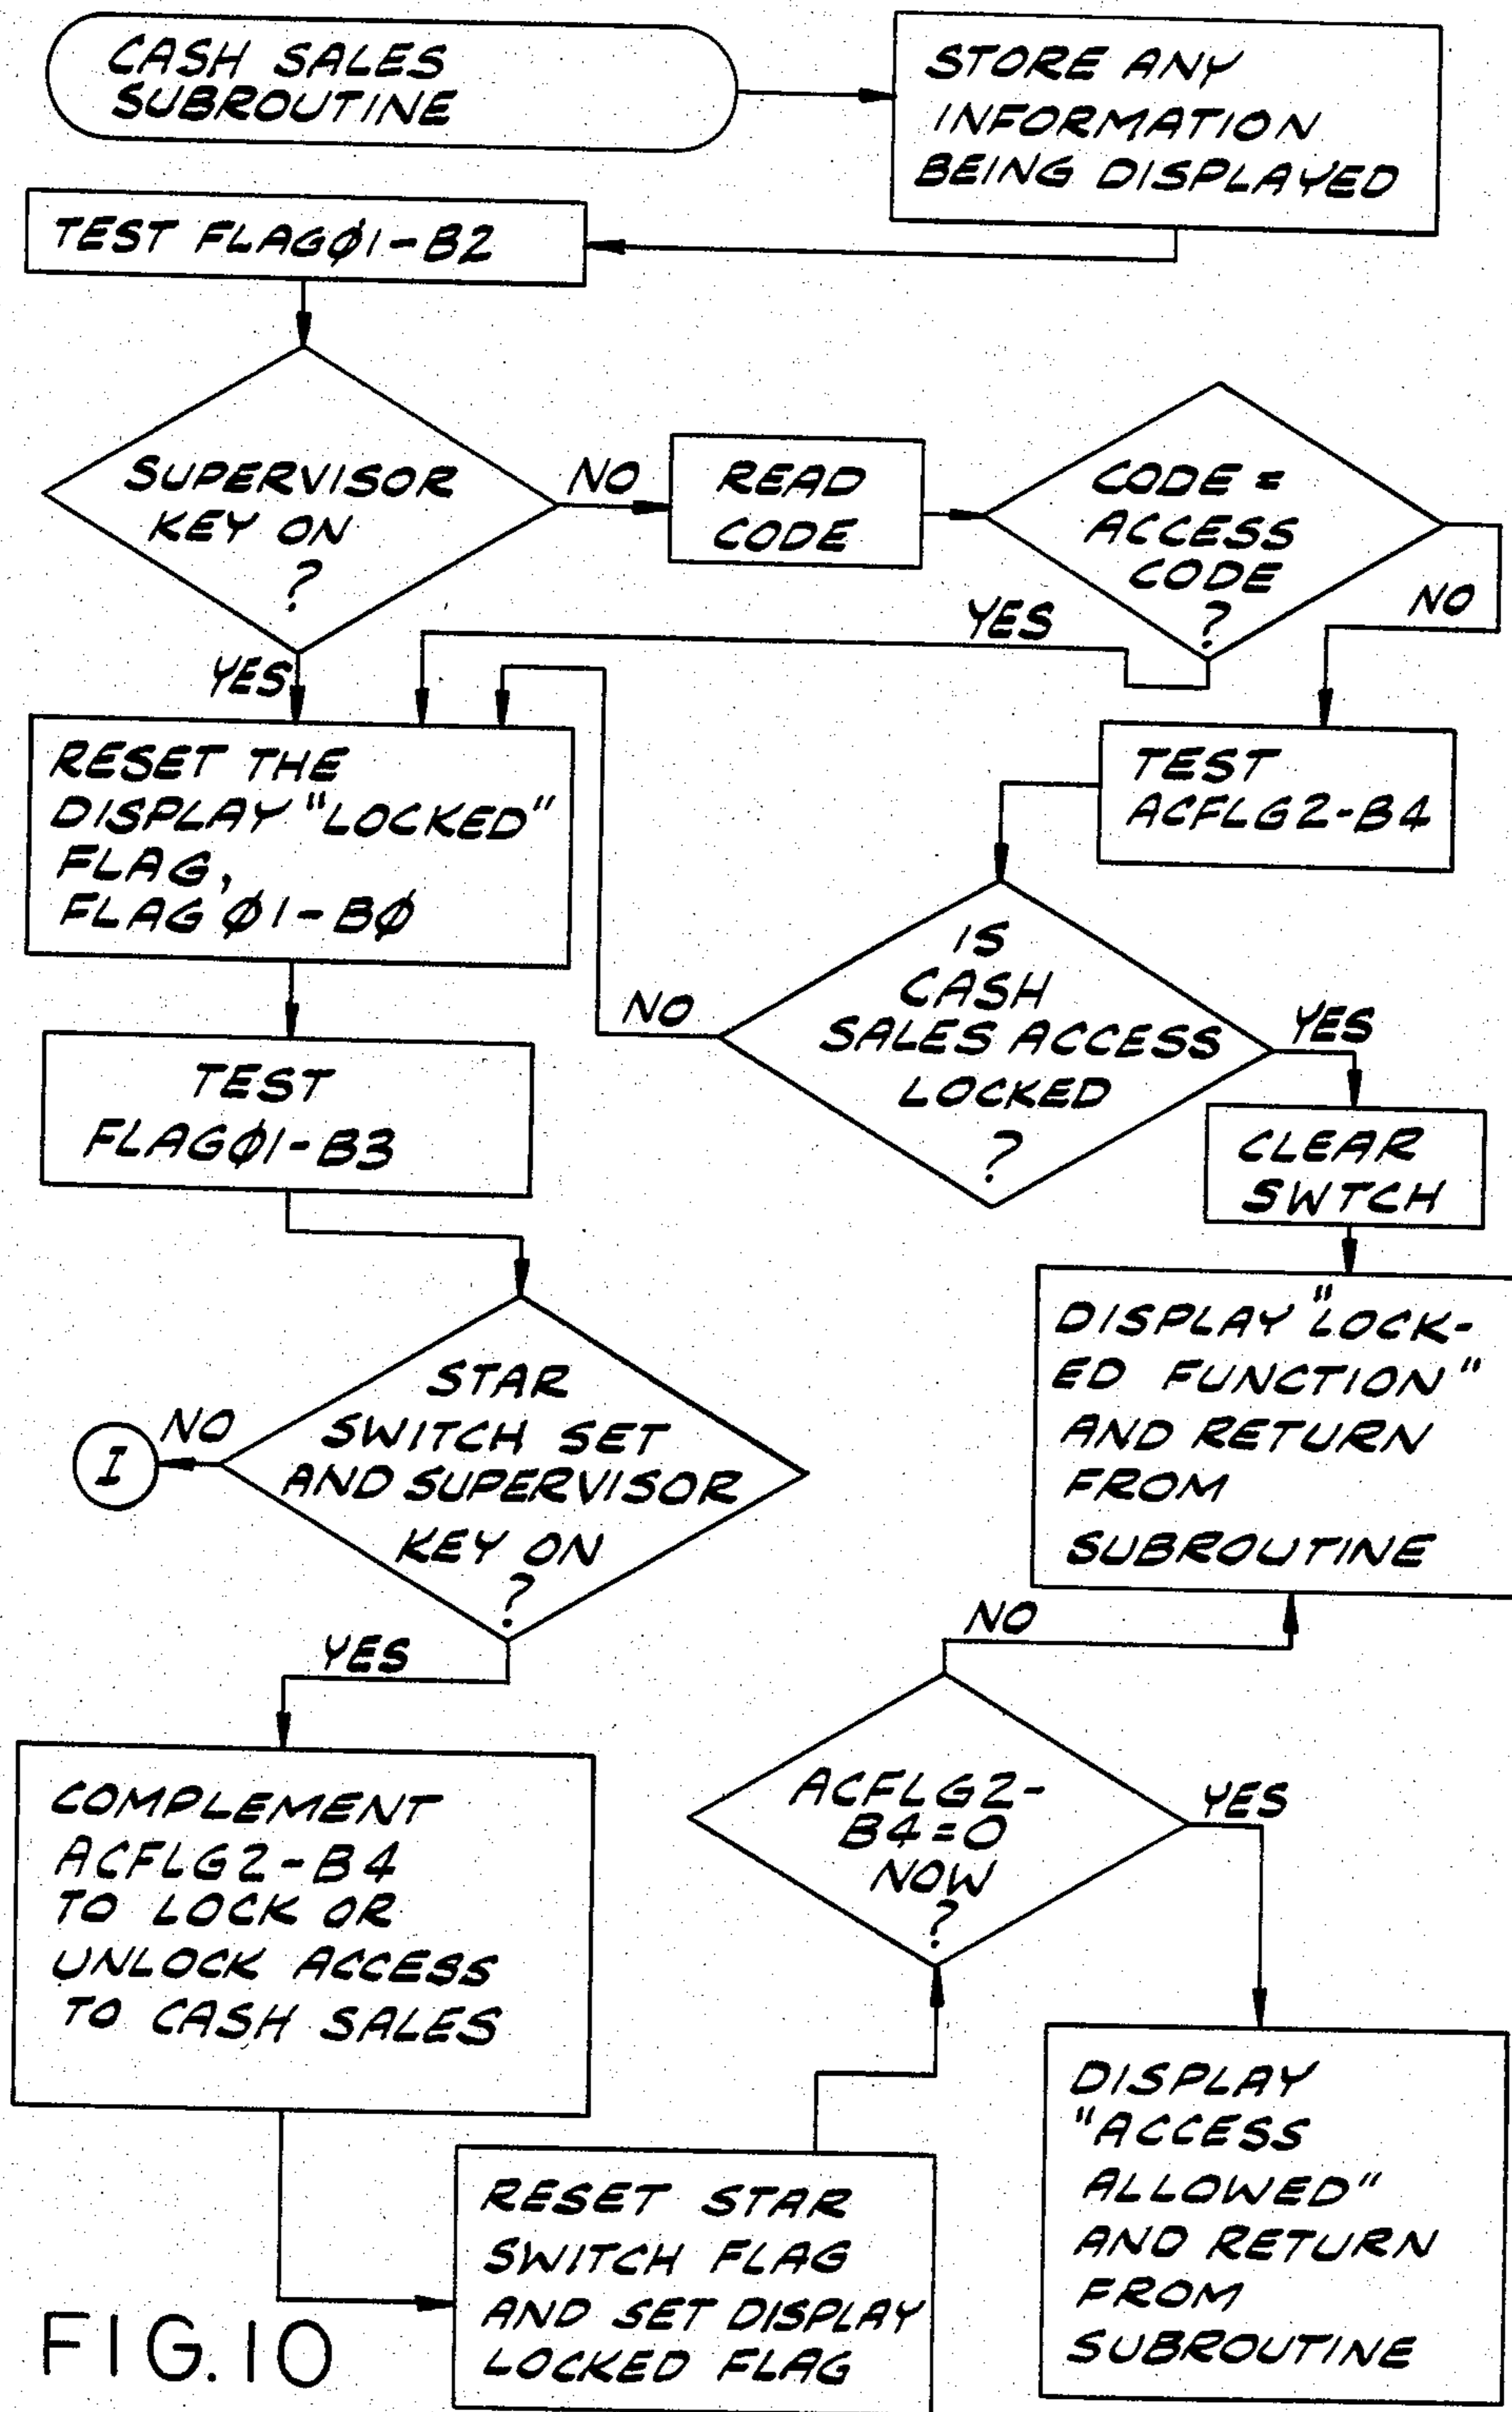 CASH SALES
SUBROUTINE
STORE ANY
INFORMATION
BEING DISPLAYED
TEST FLAGØ1-B2
SUPERVISOR
KEY ON
?
NO
READ
CODE
CODE =
ACCESS
CODE
?
NO
YES
YES
RESET THE
DISPLAY "LOCKED"
FLAG,
FLAG Ø1-BØ
TEST
ACFLG2-B4
IS
CASH
SALES ACCESS
LOCKED
?
NO
YES
TEST
FLAGØ1-B3
CLEAR
SWTCH
DISPLAY "LOCK-
ED FUNCTION"
AND RETURN
FROM
SUBROUTINE
STAR
SWITCH SET
AND SUPERVISOR
KEY ON
?
NO
I
YES
NO
COMPLEMENT
ACFLG2-B4
TO LOCK OR
UNLOCK ACCESS
TO CASH SALES
ACFLG2-
B4=0
NOW
?
YES
RESET STAR
SWITCH FLAG
AND SET DISPLAY
LOCKED FLAG
DISPLAY
"ACCESS
ALLOWED"
AND RETURN
FROM
SUBROUTINE
FIG.10